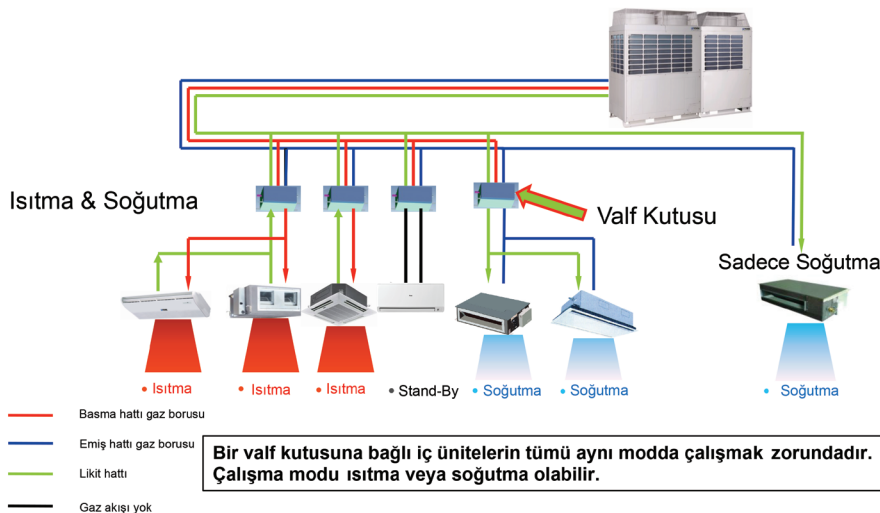 Isıtma & Soğutma
Valf Kutusu
Sadece Soğutma
• Isıtma
• Isıtma
• Isıtma
• Stand-By
• Soğutma
• Soğutma
• Soğutma
Basma hattı gaz borusu
Emiş hattı gaz borusu
Likit hattı
Gaz akışı yok
Bir valf kutusuna bağlı iç ünitelerin tümü aynı modda çalışmak zorundadır.
Çalışma modu ısıtma veya soğutma olabilir.